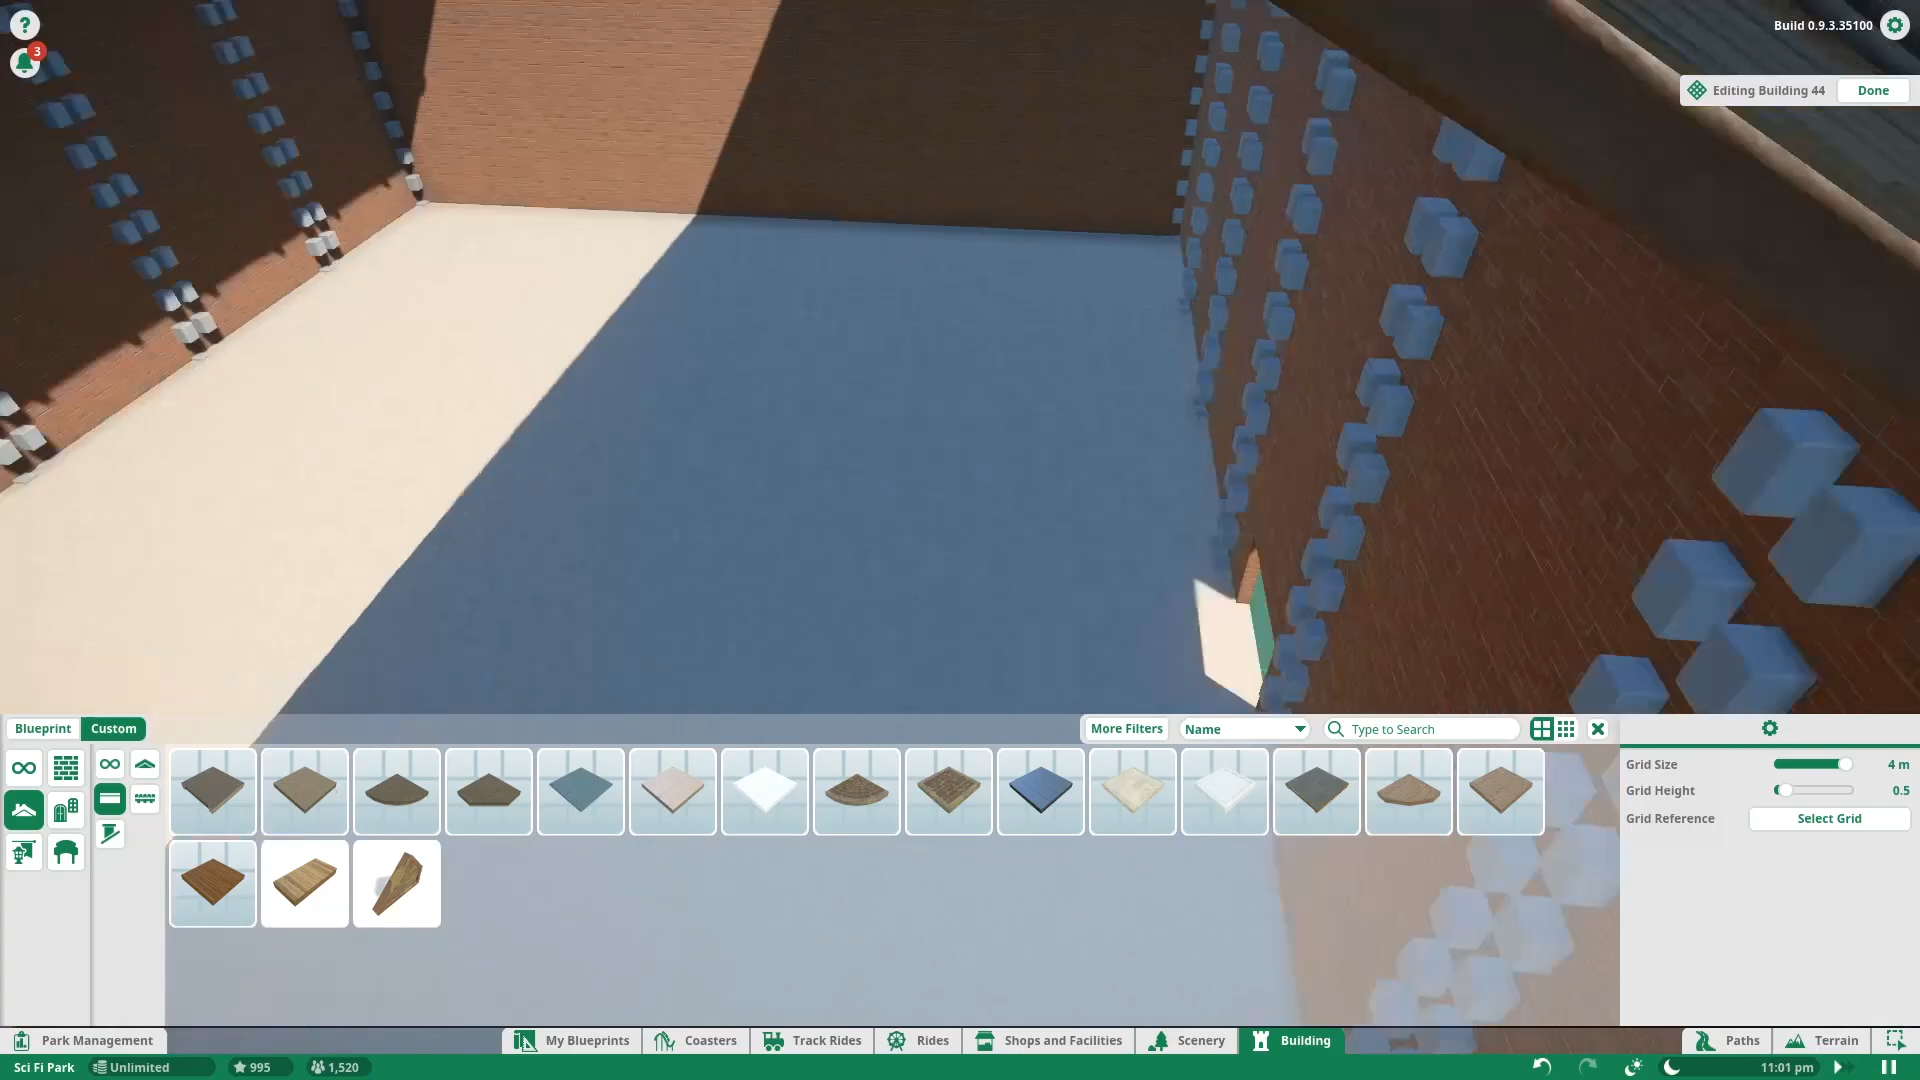 ?
Build 0.9.3.35100
3
Editing Building 44
Done
Blueprint
Custom
More Filters
Name
Type to Search
Grid Size
4 m
Grid Height
0.5
Grid Reference
Select Grid
Park Management
My Blueprints
Coasters
Track Rides
Rides
Shops and Facilities
Scenery
Building
Paths
Terrain
Sci Fi Park
Unlimited
995
1,520
11:01 pm